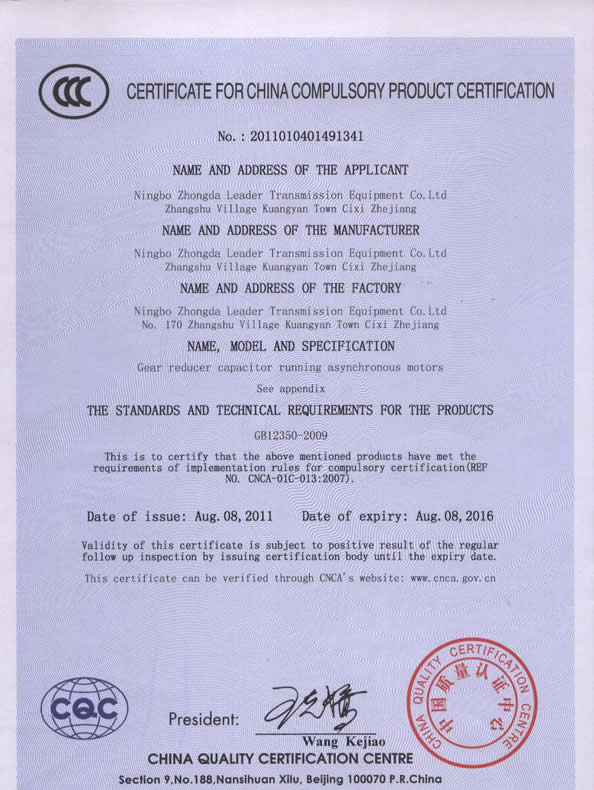 CCC
CERTIFICATE FOR CHINA COMPULSORY PRODUCT CERTIFICATION
No. : 2011010401491341
NAME AND ADDRESS OF THE APPLICANT
Ningbo Zhongda Leader Transmission Equipment Co. Ltd
Zhangshu Village Kuangyan Town Cixi Zhejiang
NAME AND ADDRESS OF THE MANUFACTURER
Ningbo Zhongda Leader Transmission Equipment Co. Ltd
Zhangshu Village Kuangyan Town Cixi Zhejiang
NAME AND ADDRESS OF THE FACTORY
Ningbo Zhongda Leader Transmission Equipment Co. Ltd
No. 170 Zhangshu Village Kuangyan Town Cixi Zhejiang
NAME, MODEL AND SPECIFICATION
Gear reducer capacitor running asynchronous motors
See appendix
THE STANDARDS AND TECHNICAL REQUIREMENTS FOR THE PRODUCTS
GB12350-2009
This is to certify that the above mentioned products have met the
requirements of implementation rules for compulsory certification(REF
NO. CNCA-01C-013:2007).
Date of issue: Aug. 08, 2011 Date of expiry: Aug. 08, 2016
Validity of this certificate is subject to positive result of the regular
follow up inspection by issuing certification body until the expiry date.
This certificate can be verified through CNCA's website: www.cnca.gov.cn
CQC
President:
王克娇
Wang Kejiao
CHINA QUALITY CERTIFICATION CENTRE
中国质量认证中心
CHINA QUALITY CERTIFICATION CENTRE
Section 9,No.188,Nansihuan Xilu, Beijing 100070 P.R.China